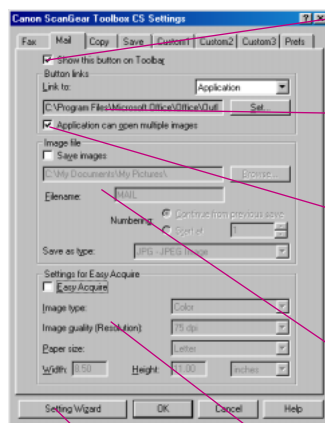 Canon ScanGear Toolbox CS Settings
Fax Mail Copy Save Custom1 Custom2 Custom3 Prefs
Show this button on Toolbar
Button links
Link to: Application
C:\Program Files\Microsoft Office\Office\Outl Set...
Application can open multiple images
Image file
Save images
C:\My Documents\My Pictures\ Browse...
Filename: MAIL
Numbering: Continue from previous save
Start at 1
Save as type: JPG - JPEG Image
Settings for Easy Acquire
Easy Acquire
Image type: Color
Image quality (Resolution): 75 dpi
Paper size: Letter
Width: 8.50 Height: 11.00 inches
Setting Wizard OK Cancel Help